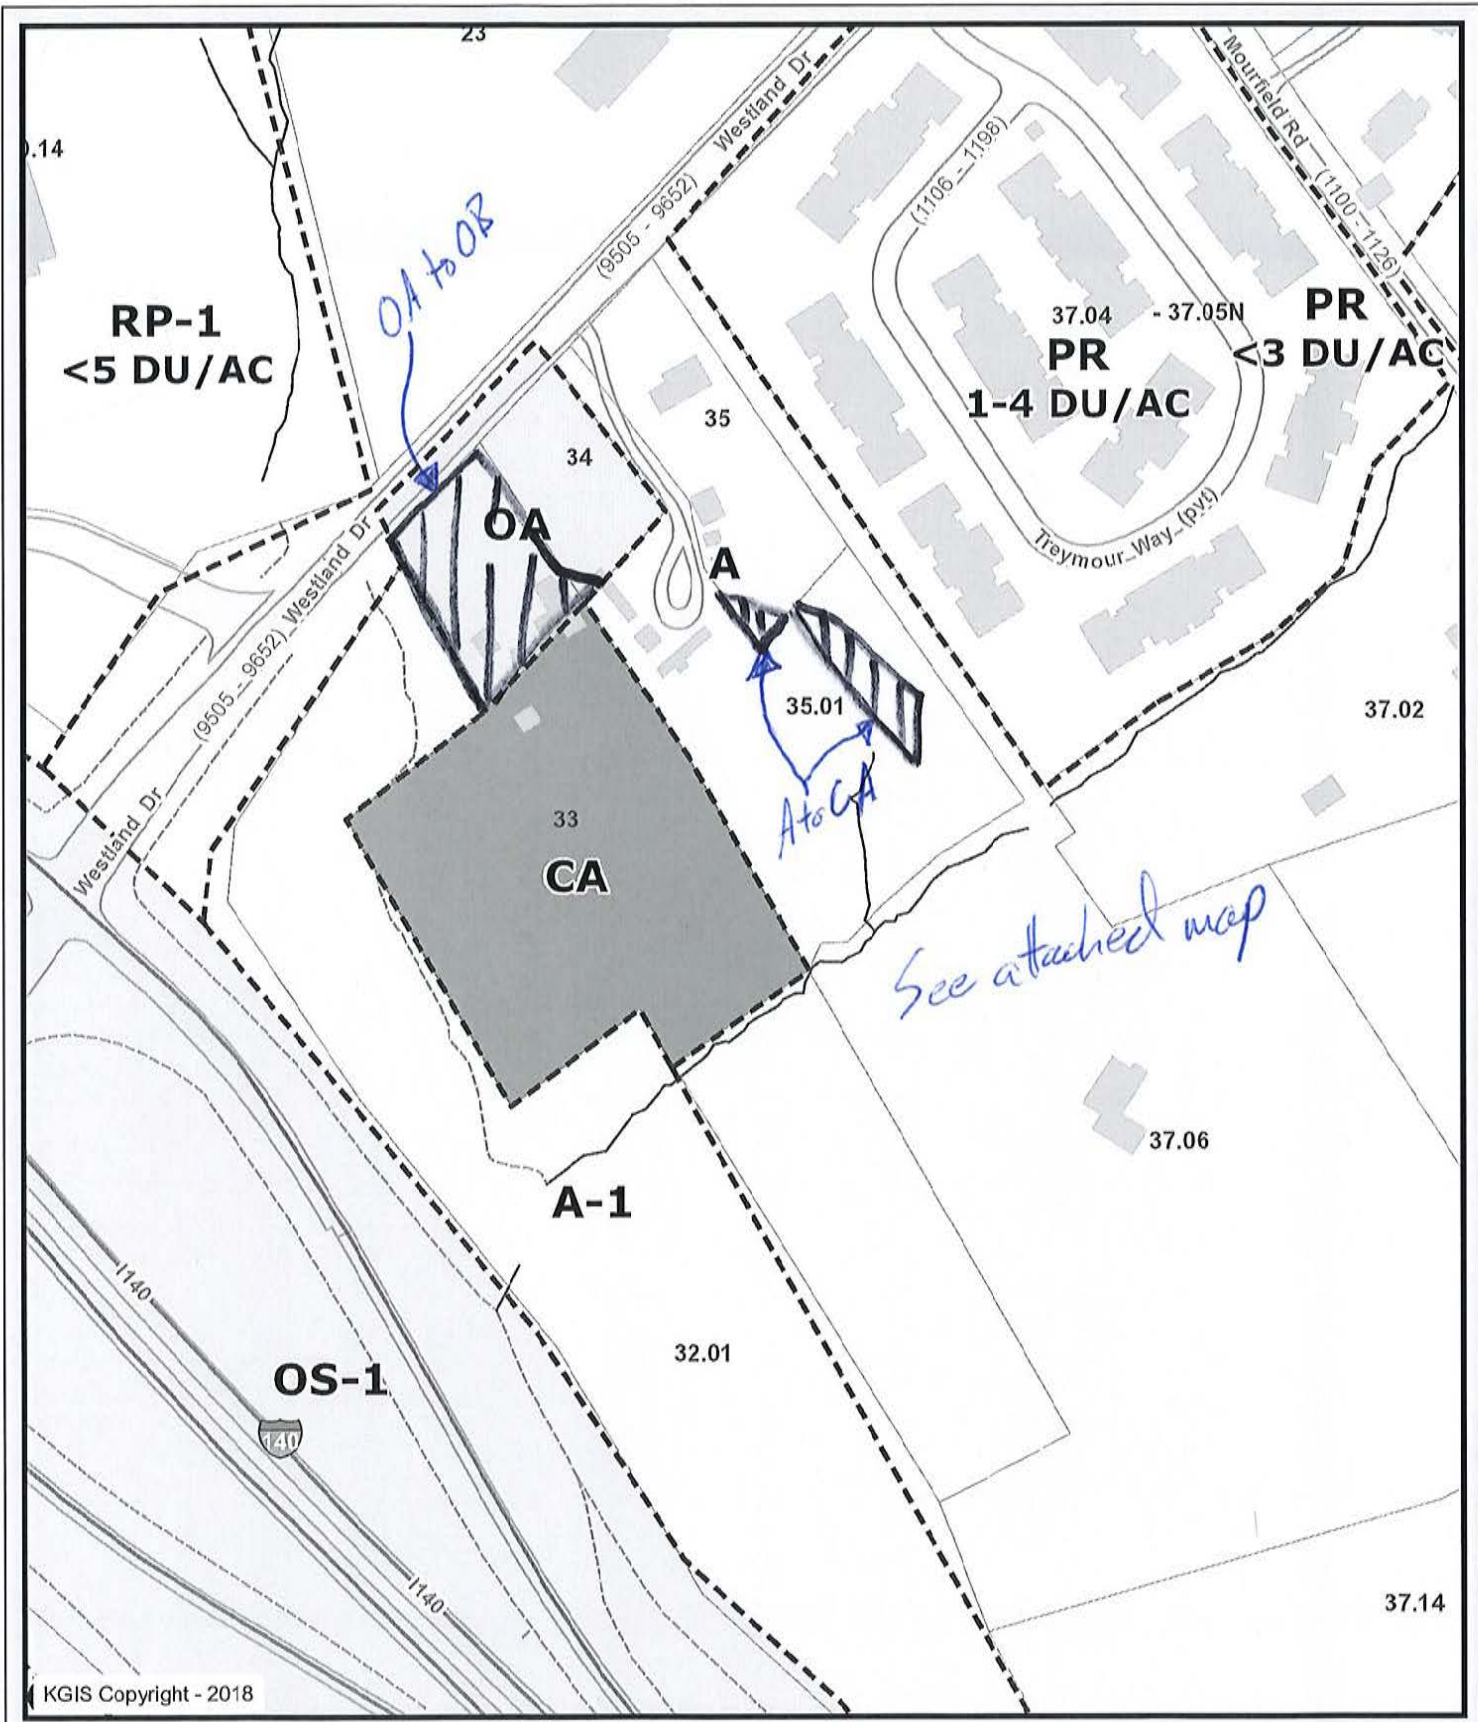 23
.14
Westland Dr
(9505 - 9652)
Mourfield Rd
(1100 - 1126)
(1106 - 1198)
OA to OB
RP-1
<5 DU/AC
37.04
- 37.05N
PR
1-4 DU/AC
PR
<3 DU/AC
35
34
OA
A
Treymour Way (pvt)
Westland Dr
(9505 - 9652)
35.01
37.02
A to CA
33
CA
Westland Dr
See attached map
37.06
A-1
I140
32.01
OS-1
140
I140
37.14
KGIS Copyright - 2018